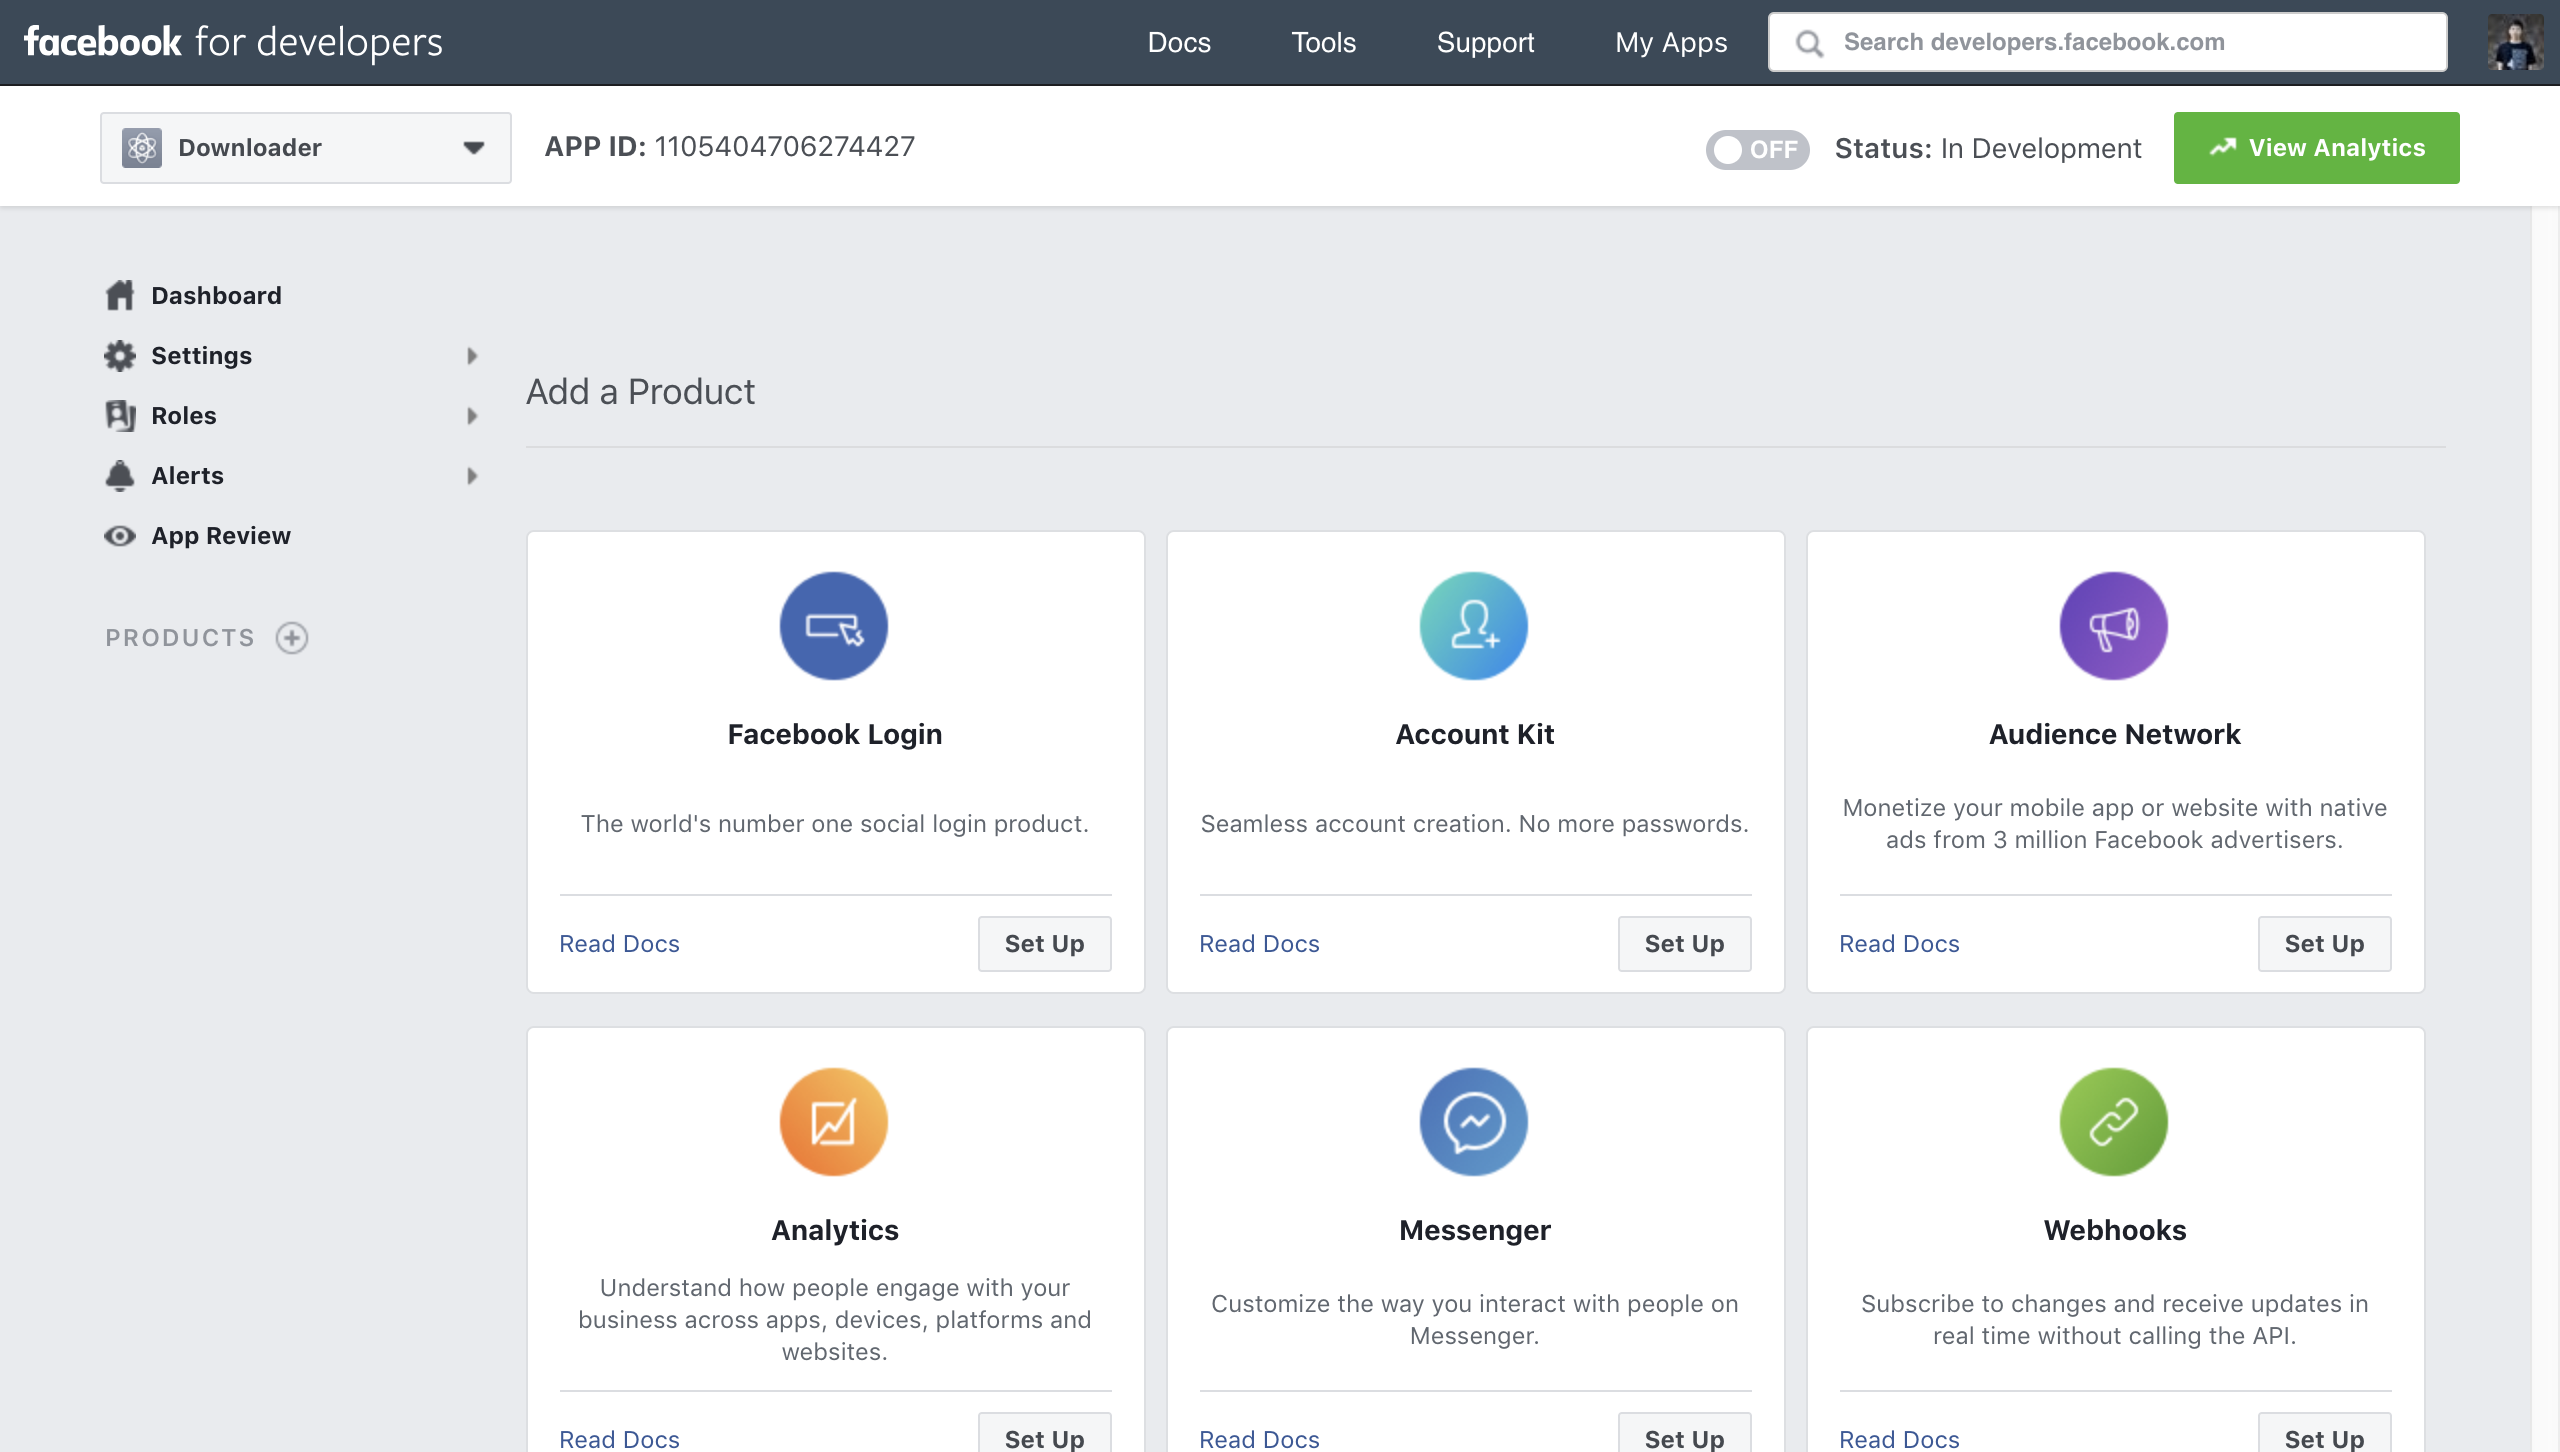 facebook for developers
Docs
Tools
Support
My Apps
Search developers.facebook.com
Downloader
APP ID: 1105404706274427
OFF
Status: In Development
View Analytics
Dashboard
Settings
Roles
Alerts
App Review
PRODUCTS
Add a Product
Facebook Login
The world's number one social login product.
Read Docs
Set Up
Account Kit
Seamless account creation. No more passwords.
Read Docs
Set Up
Audience Network
Monetize your mobile app or website with native
ads from 3 million Facebook advertisers.
Read Docs
Set Up
Analytics
Understand how people engage with your
business across apps, devices, platforms and
websites.
Read Docs
Set Up
Messenger
Customize the way you interact with people on
Messenger.
Read Docs
Set Up
Webhooks
Subscribe to changes and receive updates in
real time without calling the API.
Read Docs
Set Up